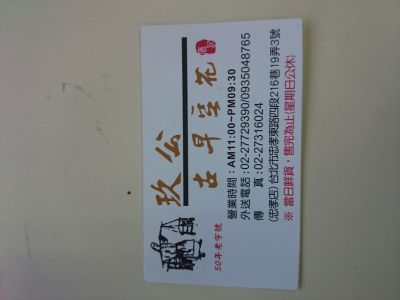 玖公
古早豆花
50年老字號
營業時間:AM11:00~PM09:30
外送電話:02-27729390/0935048765
傳 真:02-27316024
(忠孝店)台北市忠孝東路四段216巷19弄3號
※ 當日鮮貨,售完為止(星期日公休)